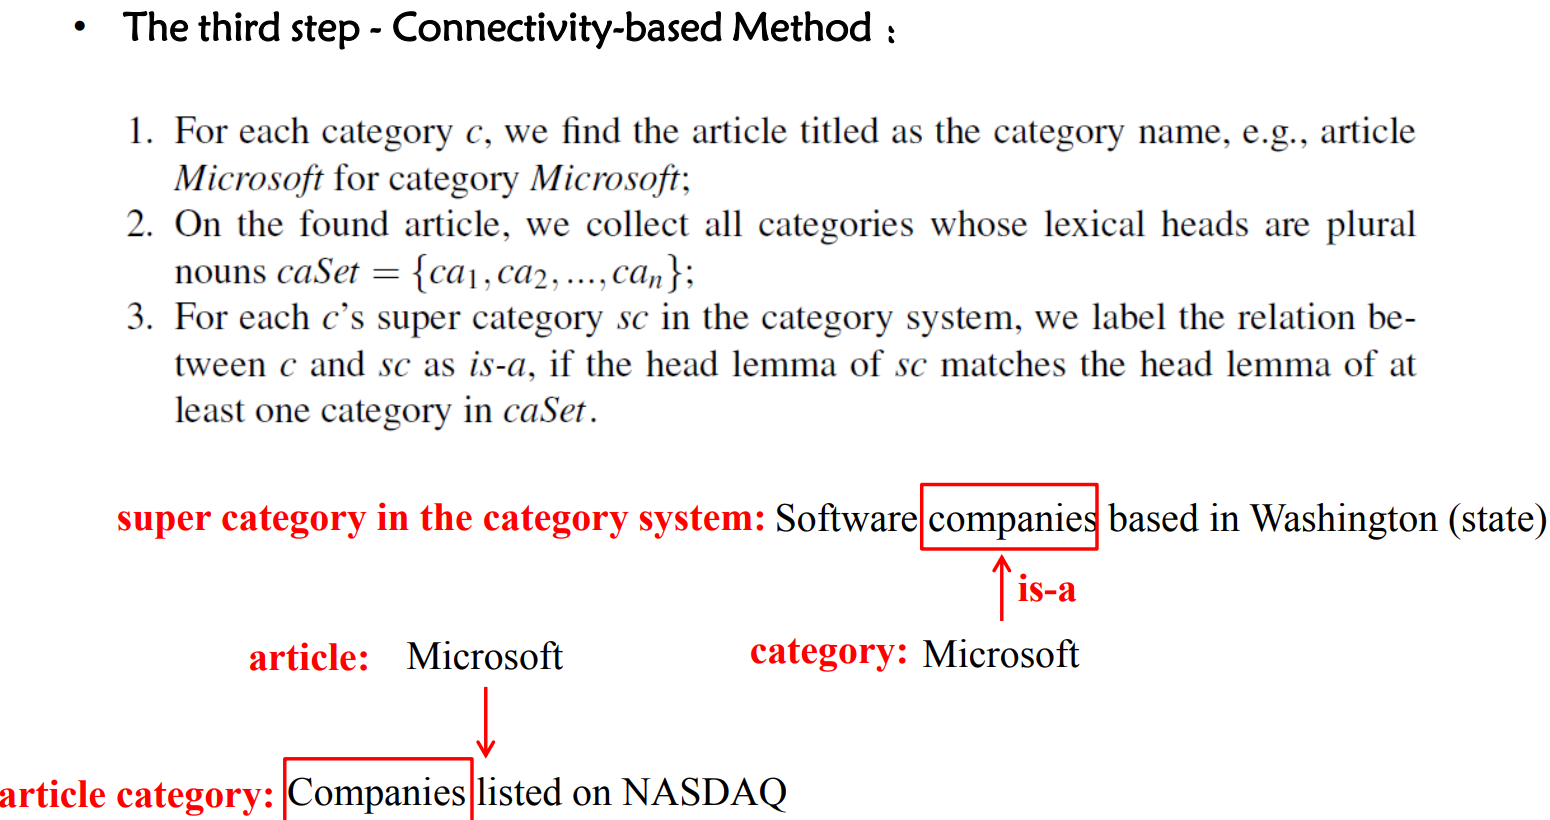 • The third step - Connectivity-based Method：
1. For each category c, we find the article titled as the category name, e.g., article
Microsoft for category Microsoft;
2. On the found article, we collect all categories whose lexical heads are plural
nouns caSet = {ca₁, ca₂, ..., caₙ};
3. For each c’s super category sc in the category system, we label the relation be-
tween c and sc as is-a, if the head lemma of sc matches the head lemma of at
least one category in caSet.
super category in the category system: Software companies based in Washington (state)
is-a
article: Microsoft
category: Microsoft
article category: Companies listed on NASDAQ